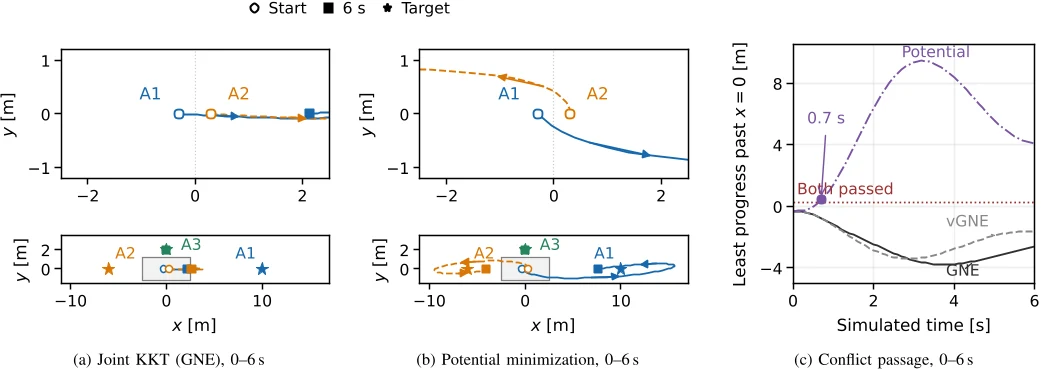 Start 6 s Target
1
0
−1
y [m]
A1
A2
−2 0 2
2
0
y [m]
A2
A3
A1
−10 0 10
x [m]
(a) Joint KKT (GNE), 0–6 s
1
0
−1
y [m]
A1
A2
−2 0 2
2
0
y [m]
A2
A3
A1
−10 0 10
x [m]
(b) Potential minimization, 0–6 s
Least progress past x = 0 [m]
8
4
0
−4
Potential
0.7 s
Both passed
vGNE
GNE
0 2 4 6
Simulated time [s]
(c) Conflict passage, 0–6 s